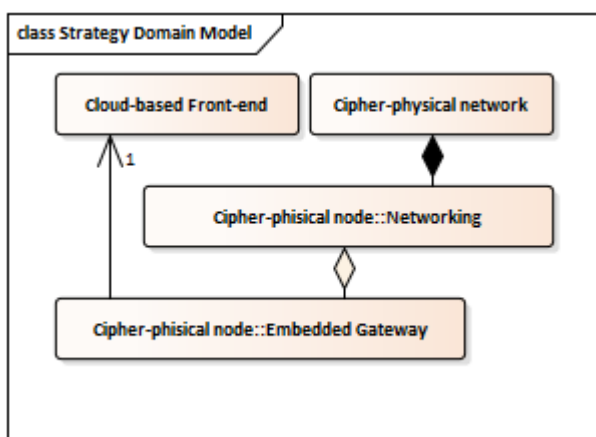 class Strategy Domain Model
Cloud-based Front-end
Cipher-physical network
1
Cipher-phisical node::Networking
Cipher-phisical node::Embedded Gateway